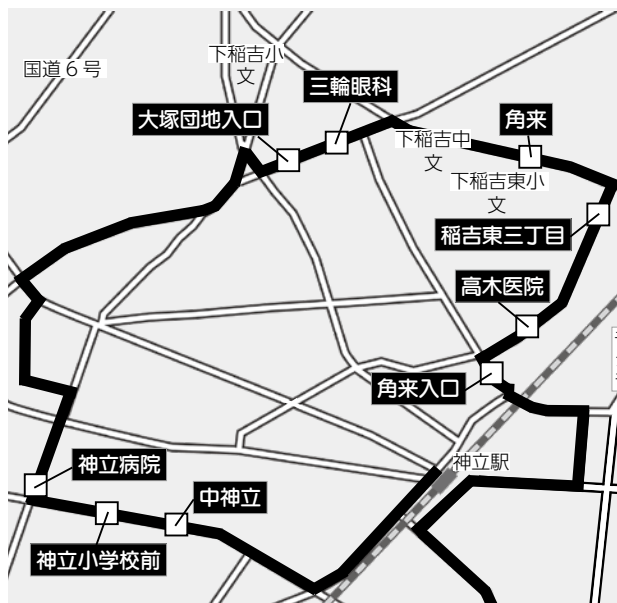 下稲吉小
文
国道６号
三輪眼科
大塚団地入口
角来
下稲吉中
文
下稲吉東小
文
稲吉東三丁目
高木医院
角来入口
神立病院
神立駅
中神立
神立小学校前